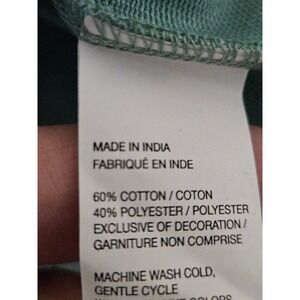 MADE IN INDIA
FABRIQUÉ EN INDE
60% COTTON / COTON
40% POLYESTER / POLYESTER
EXCLUSIVE OF DECORATION /
GARNITURE NON COMPRISE
MACHINE WASH COLD,
GENTLE CYCLE
COLORS